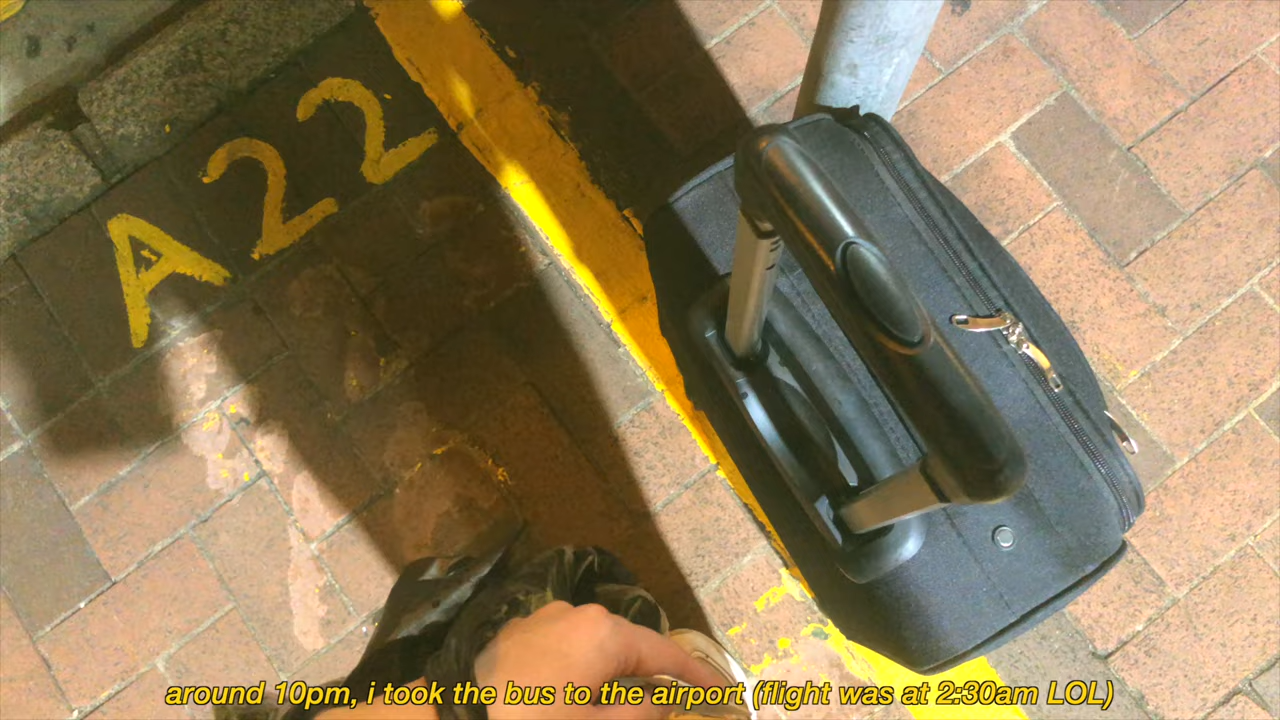 A22
around 10pm, i took the bus to the airport (flight was at 2:30am LOL)